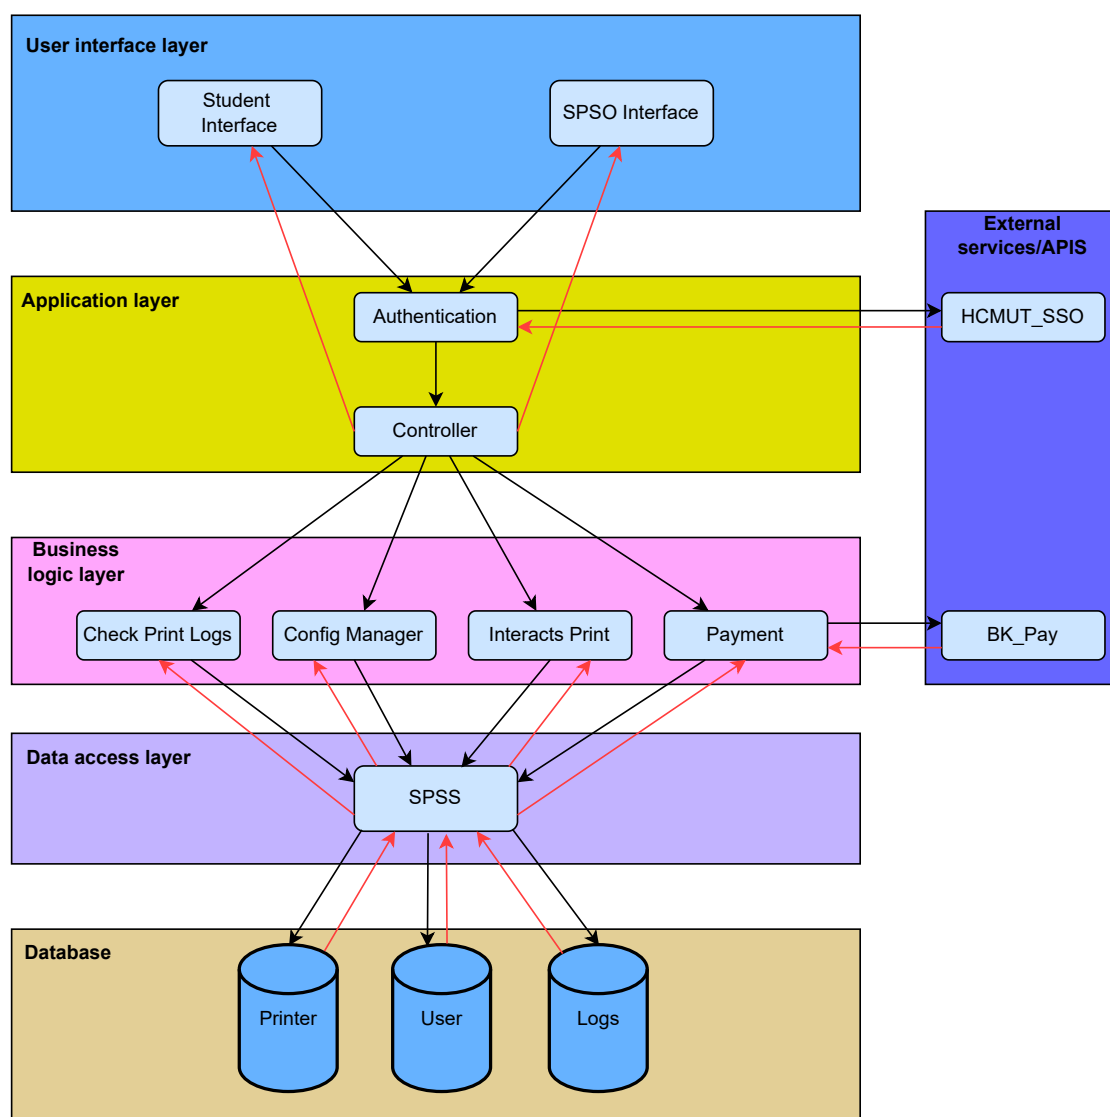 User interface layer
Student
Interface
SPSO Interface
External
services/APIS
Application layer
Authentication
HCMUT_SSO
Controller
Business
logic layer
Check Print Logs
Config Manager
Interacts Print
Payment
BK_Pay
Data access layer
SPSS
Database
Printer
User
Logs